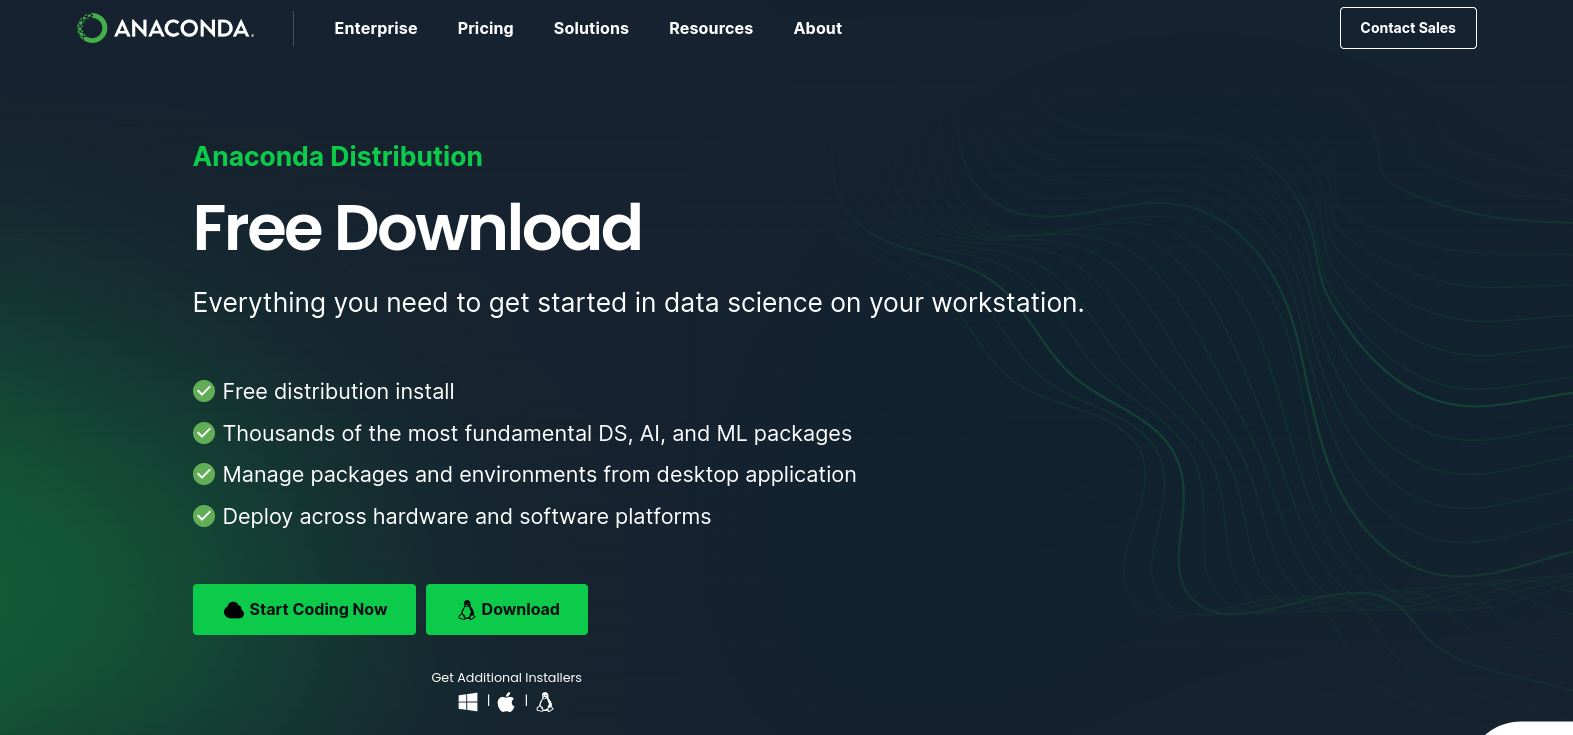 ANACONDA.
Enterprise
Pricing
Solutions
Resources
About
Contact Sales
Anaconda Distribution
Free Download
Everything you need to get started in data science on your workstation.
Free distribution install
Thousands of the most fundamental DS, AI, and ML packages
Manage packages and environments from desktop application
Deploy across hardware and software platforms
Start Coding Now
Download
Get Additional Installers
| |